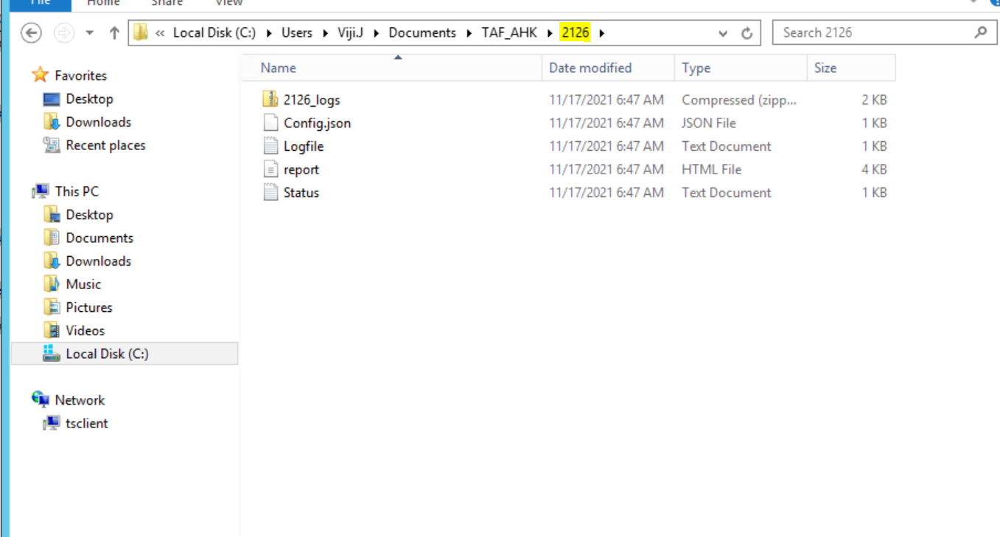 File Home Share View
« Local Disk (C:) Users Viji.J Documents TAF_AHK 2126 Search 2126
Name Date modified Type Size
Favorites
Desktop
Downloads
Recent places
This PC
Desktop
Documents
Downloads
Music
Pictures
Videos
Local Disk (C:)
Network
tsclient
2126_logs 11/17/2021 6:47 AM Compressed (zipp... 2 KB
Config.json 11/17/2021 6:47 AM JSON File 1 KB
Logfile 11/17/2021 6:47 AM Text Document 1 KB
report 11/17/2021 6:47 AM HTML File 4 KB
Status 11/17/2021 6:47 AM Text Document 1 KB